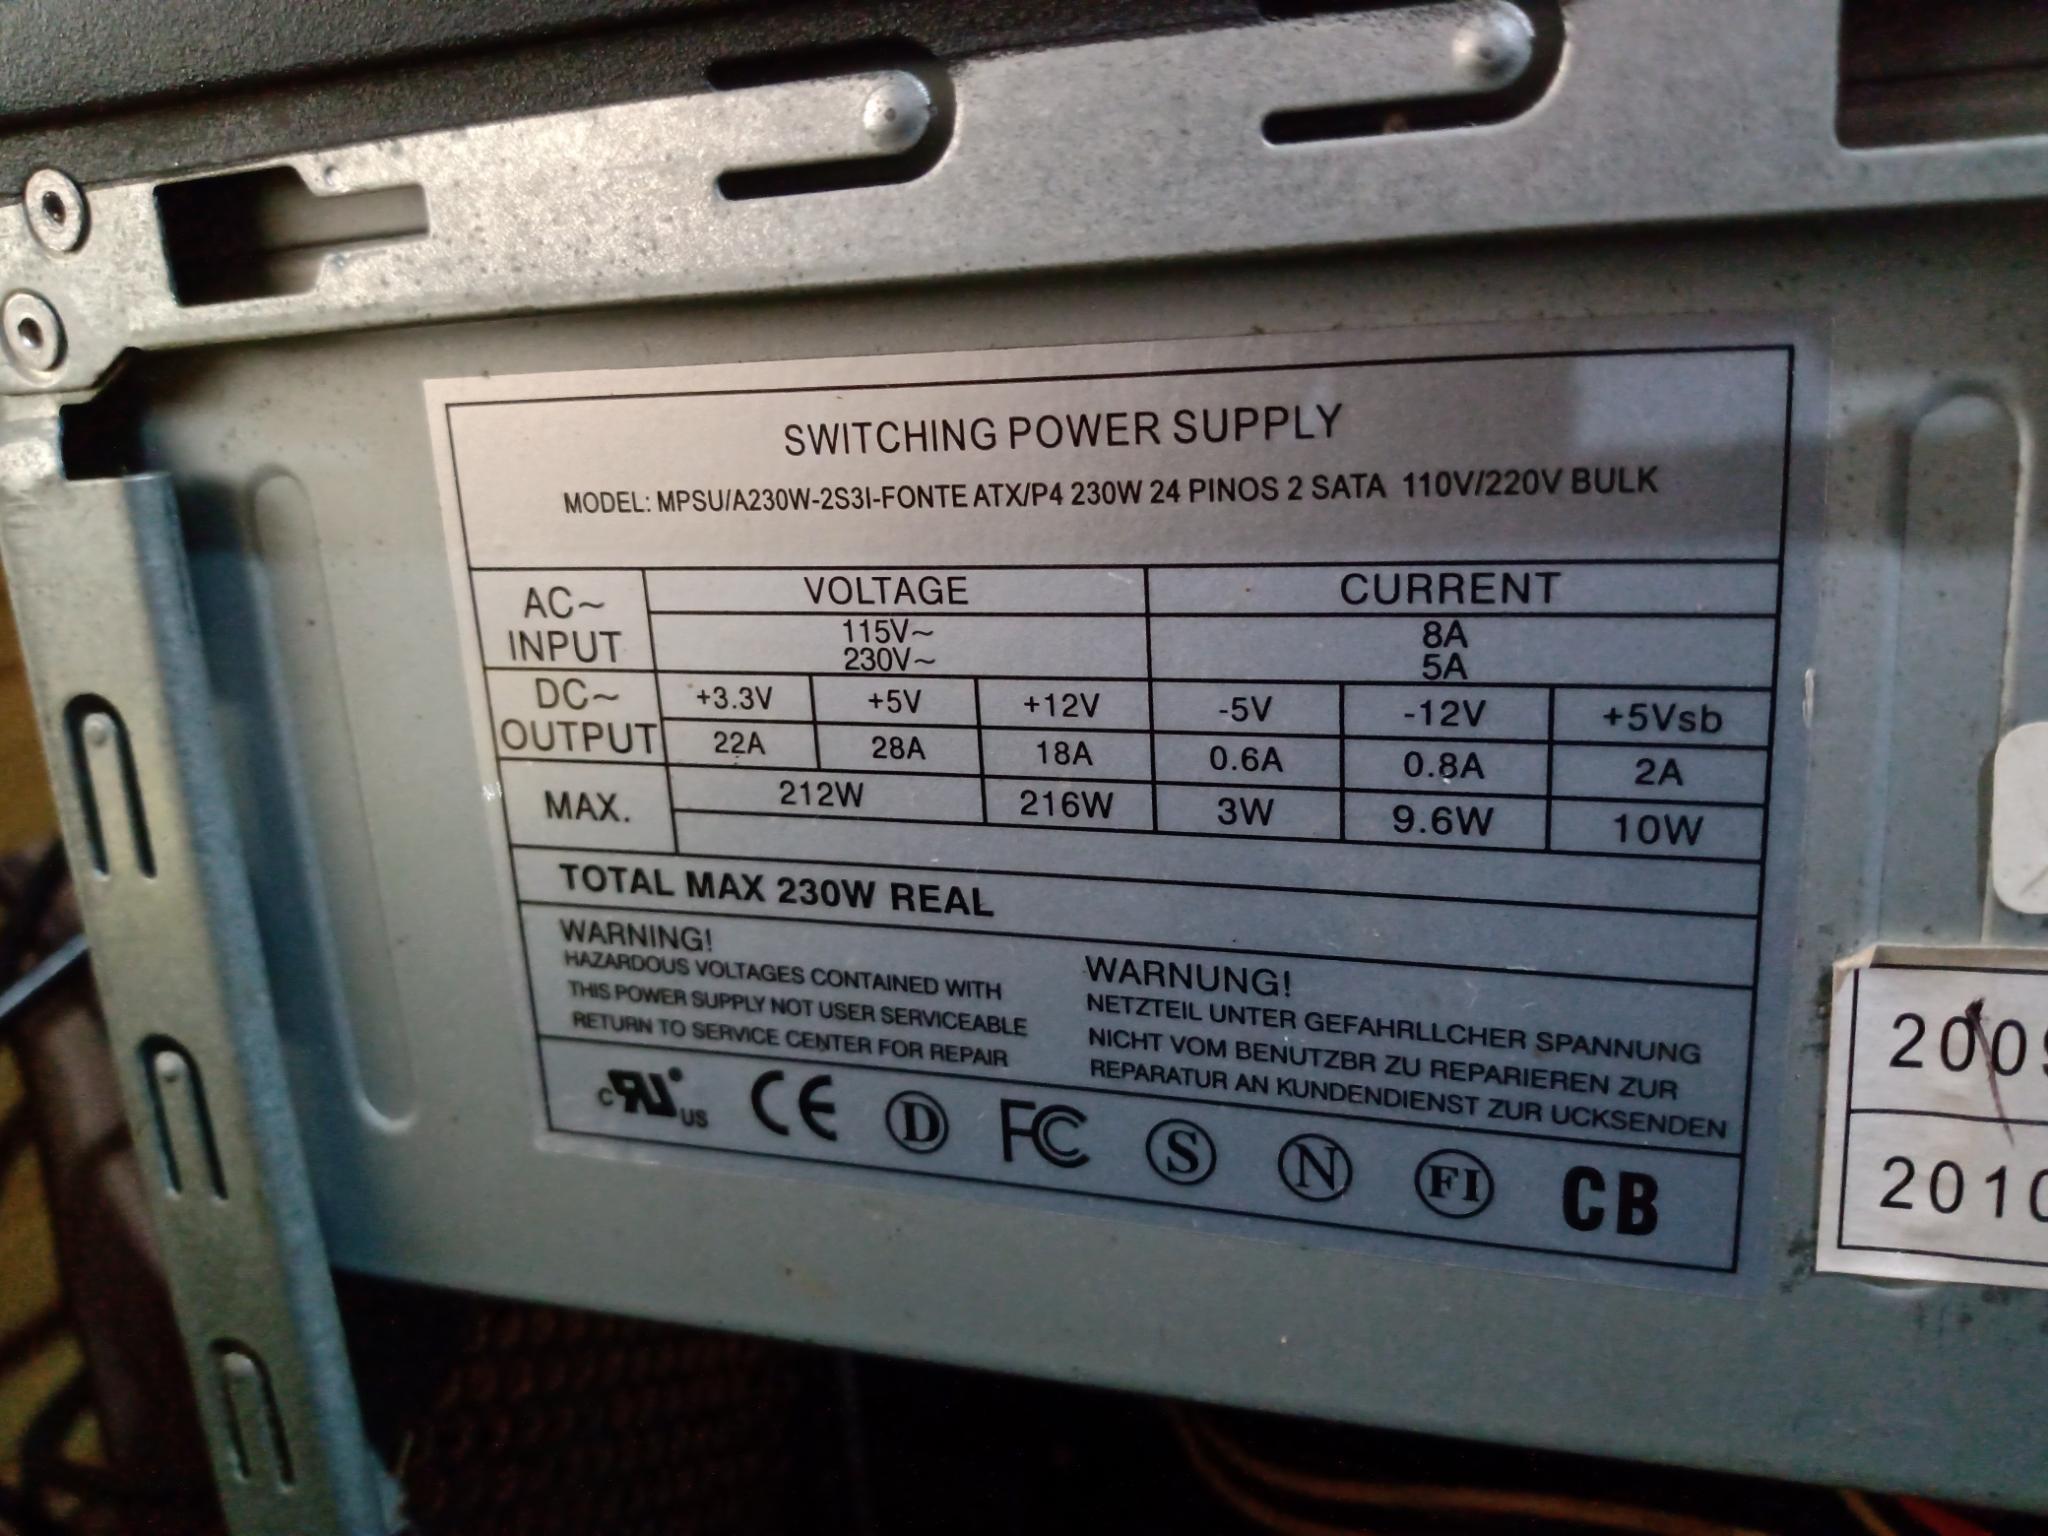 SWITCHING POWER SUPPLY
MODEL: MPSU/A230W-2S3I-FONTE ATX/P4 230W 24 PINOS 2 SATA 110V/220V BULK
AC~ INPUT VOLTAGE CURRENT
115V~ 8A
230V~ 5A
DC~ OUTPUT +3.3V +5V +12V -5V -12V +5Vsb
22A 28A 18A 0.6A 0.8A 2A
MAX. 212W 216W 3W 9.6W 10W
TOTAL MAX 230W REAL
WARNING!
HAZARDOUS VOLTAGES CONTAINED WITH
THIS POWER SUPPLY NOT USER SERVICEABLE
RETURN TO SERVICE CENTER FOR REPAIR
WARNUNG!
NETZTEIL UNTER GEFAHRLLCHER SPANNUNG
NICHT VOM BENUTZBR ZU REPARIEREN ZUR
REPARATUR AN KUNDENDIENST ZUR UCKSENDEN
c RU US CE D FC S N FI CB
2009
2010